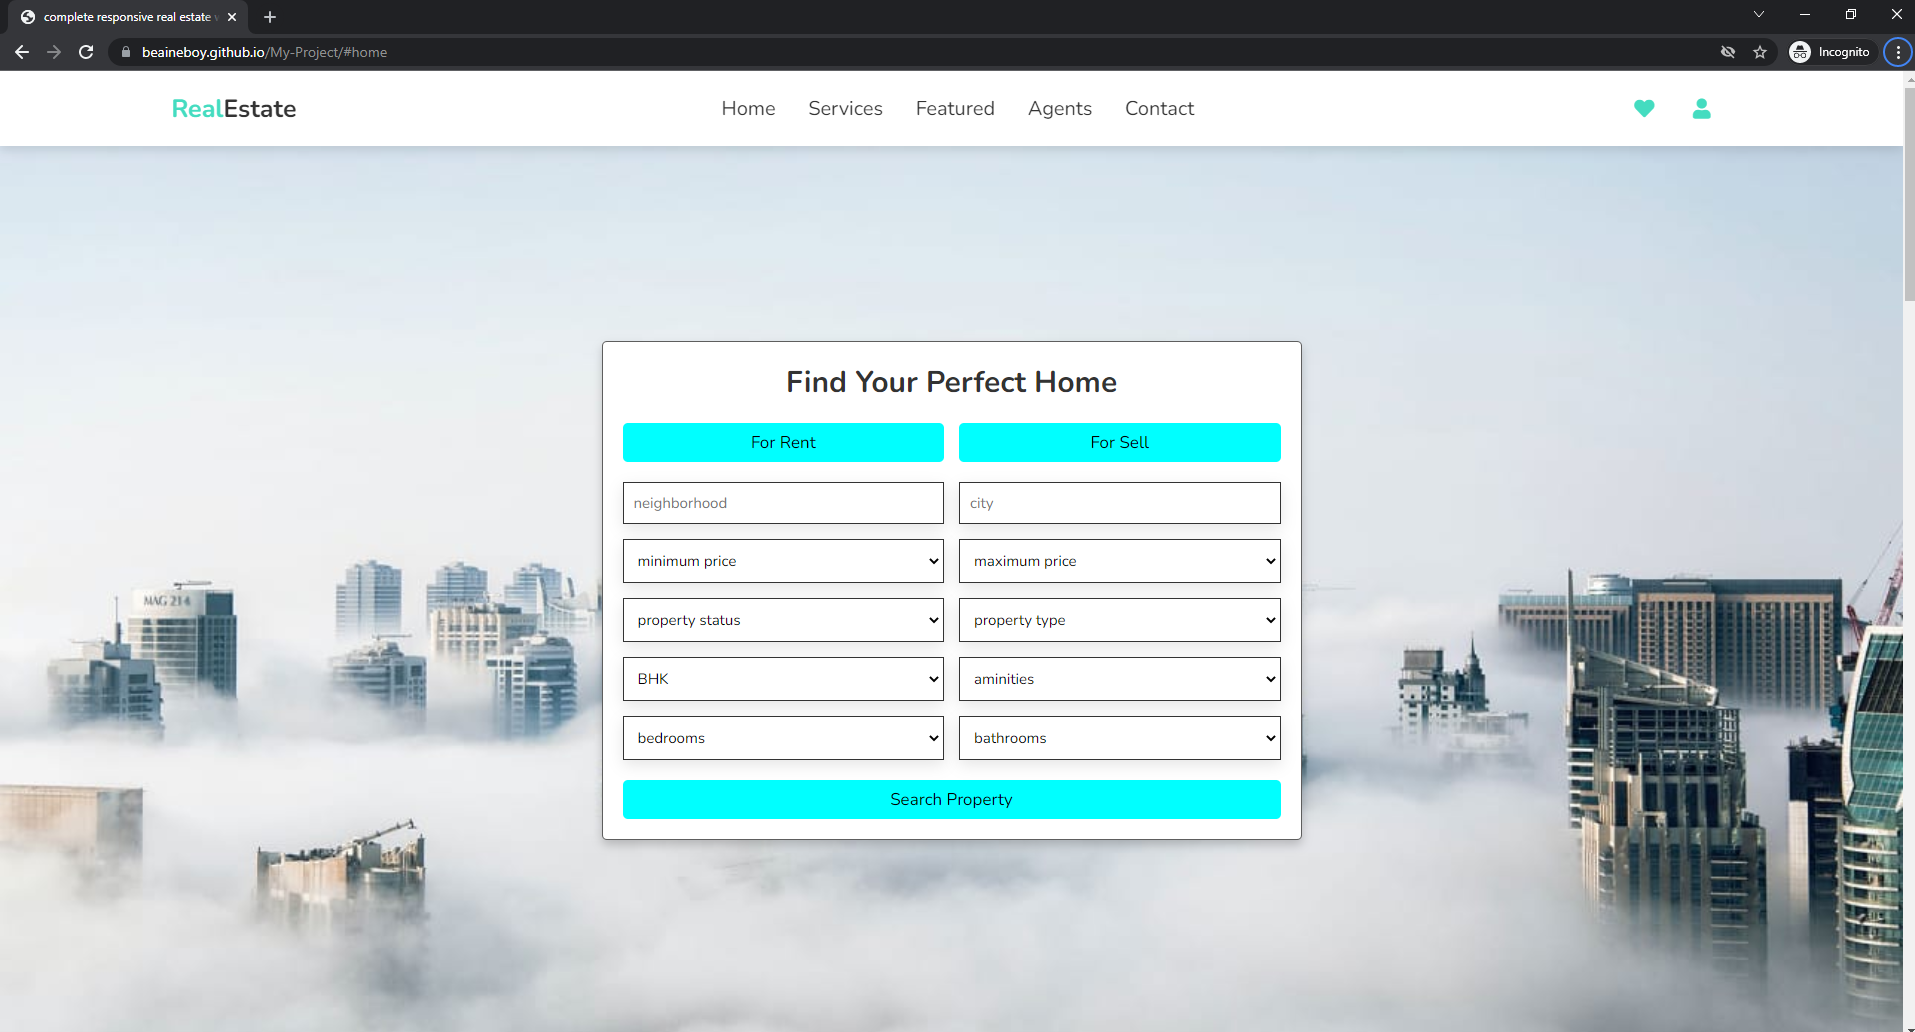 complete responsive real estate
beaineboy.github.io/My-Project/#home
Incognito
RealEstate
Home Services Featured Agents Contact
Find Your Perfect Home
For Rent For Sell
neighborhood city
minimum price maximum price
property status property type
BHK aminities
bedrooms bathrooms
Search Property
MAG 214